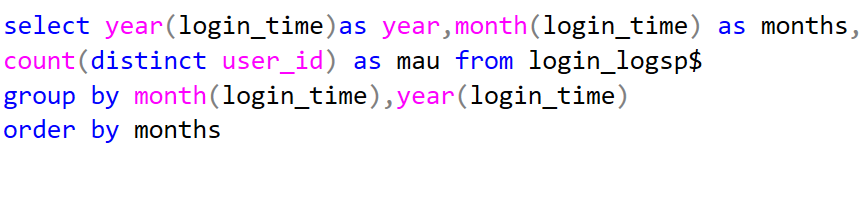 select year(login_time)as year,month(login_time) as months,
count(distinct user_id) as mau from login_logsp$
group by month(login_time),year(login_time)
order by months